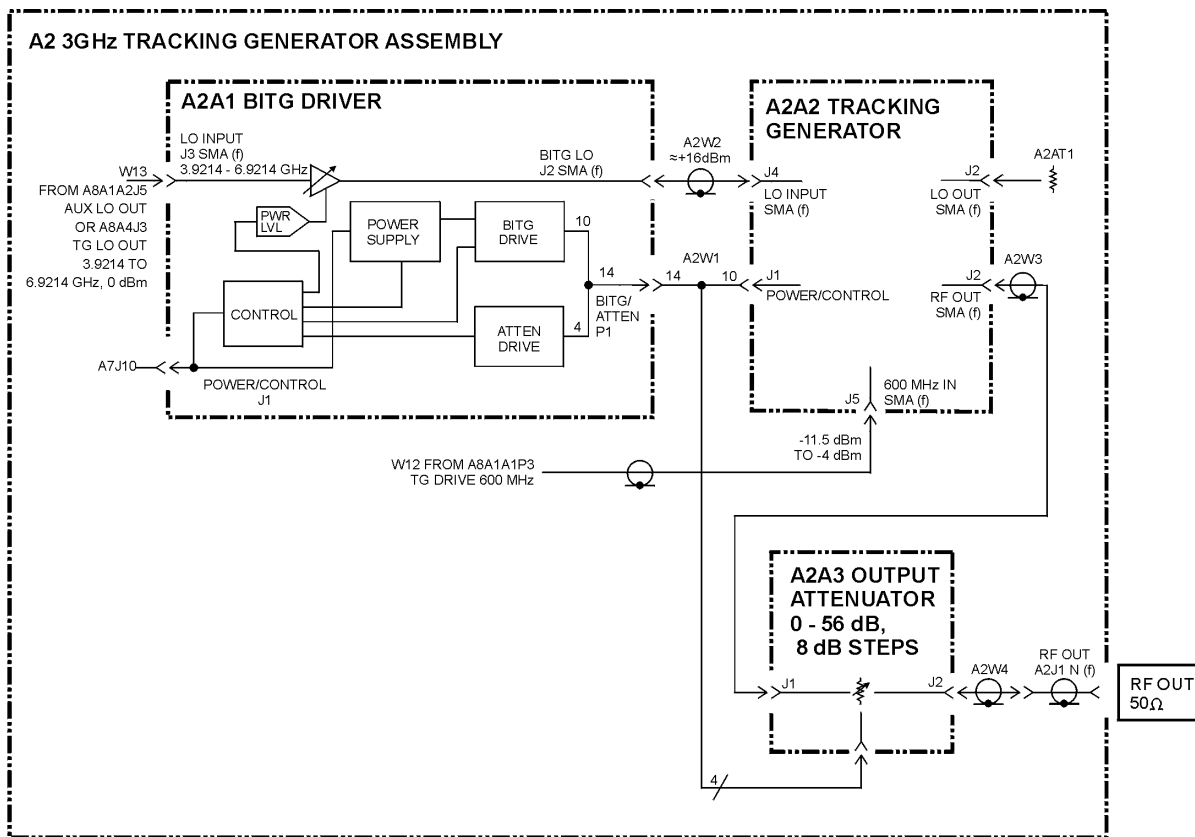 A2 3GHz TRACKING GENERATOR ASSEMBLY
A2A1 BITG DRIVER
LO INPUT
J3 SMA (f)
3.9214 - 6.9214 GHz
W13
FROM A8A1A2J5
AUX LO OUT
OR A8A4J3
TG LO OUT
3.9214 TO
6.9214 GHz, 0 dBm
PWR
LVL
POWER
SUPPLY
BITG
DRIVE
10
BITG LO
J2 SMA (f)
CONTROL
ATTEN
DRIVE
4
14
BITG/
ATTEN
P1
A7J10
POWER/CONTROL
J1
A2W2
≈+16dBm
A2W1
14
10
A2A2 TRACKING
GENERATOR
J4
LO INPUT
SMA (f)
J2
LO OUT
SMA (f)
A2AT1
J1
POWER/CONTROL
J2
RF OUT
SMA (f)
A2W3
J5
600 MHz IN
SMA (f)
-11.5 dBm
TO -4 dBm
W12 FROM A8A1A1P3
TG DRIVE 600 MHz
A2A3 OUTPUT
ATTENUATOR
0 - 56 dB,
8 dB STEPS
J1
J2
A2W4
RF OUT
A2J1 N (f)
RF OUT
50Ω
4